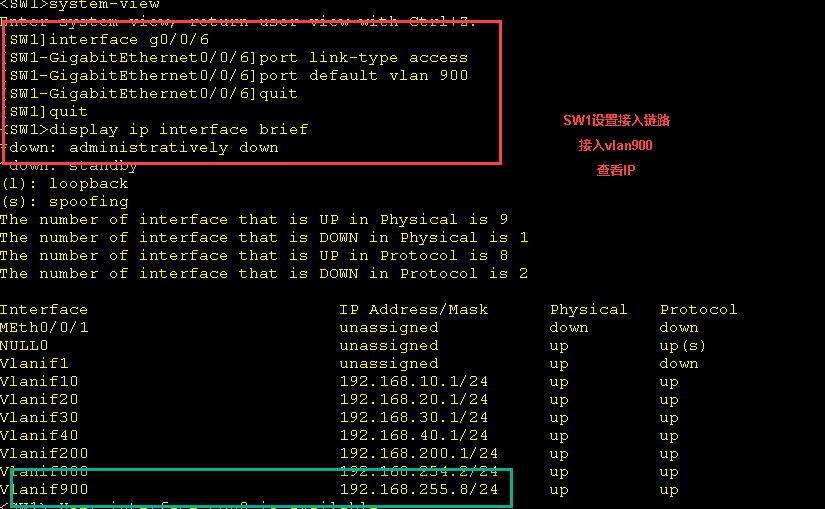 <SW1>system-view
Enter system view, return user view with Ctrl+Z.
[SW1]interface g0/0/6
[SW1-GigabitEthernet0/0/6]port link-type access
[SW1-GigabitEthernet0/0/6]port default vlan 900
[SW1-GigabitEthernet0/0/6]quit
[SW1]quit
<SW1>display ip interface brief
*down: administratively down
^down: standby
(l): loopback
(s): spoofing
The number of interface that is UP in Physical is 9
The number of interface that is DOWN in Physical is 1
The number of interface that is UP in Protocol is 8
The number of interface that is DOWN in Protocol is 2
Interface IP Address/Mask Physical Protocol
MEth0/0/1 unassigned down down
NULL0 unassigned up up(s)
Vlanif1 unassigned up down
Vlanif10 192.168.10.1/24 up up
Vlanif20 192.168.20.1/24 up up
Vlanif30 192.168.30.1/24 up up
Vlanif40 192.168.40.1/24 up up
Vlanif200 192.168.200.1/24 up up
Vlanif800 192.168.254.2/24 up up
Vlanif900 192.168.255.8/24 up up
SW1设置接入链路
接入vlan900
查看IP